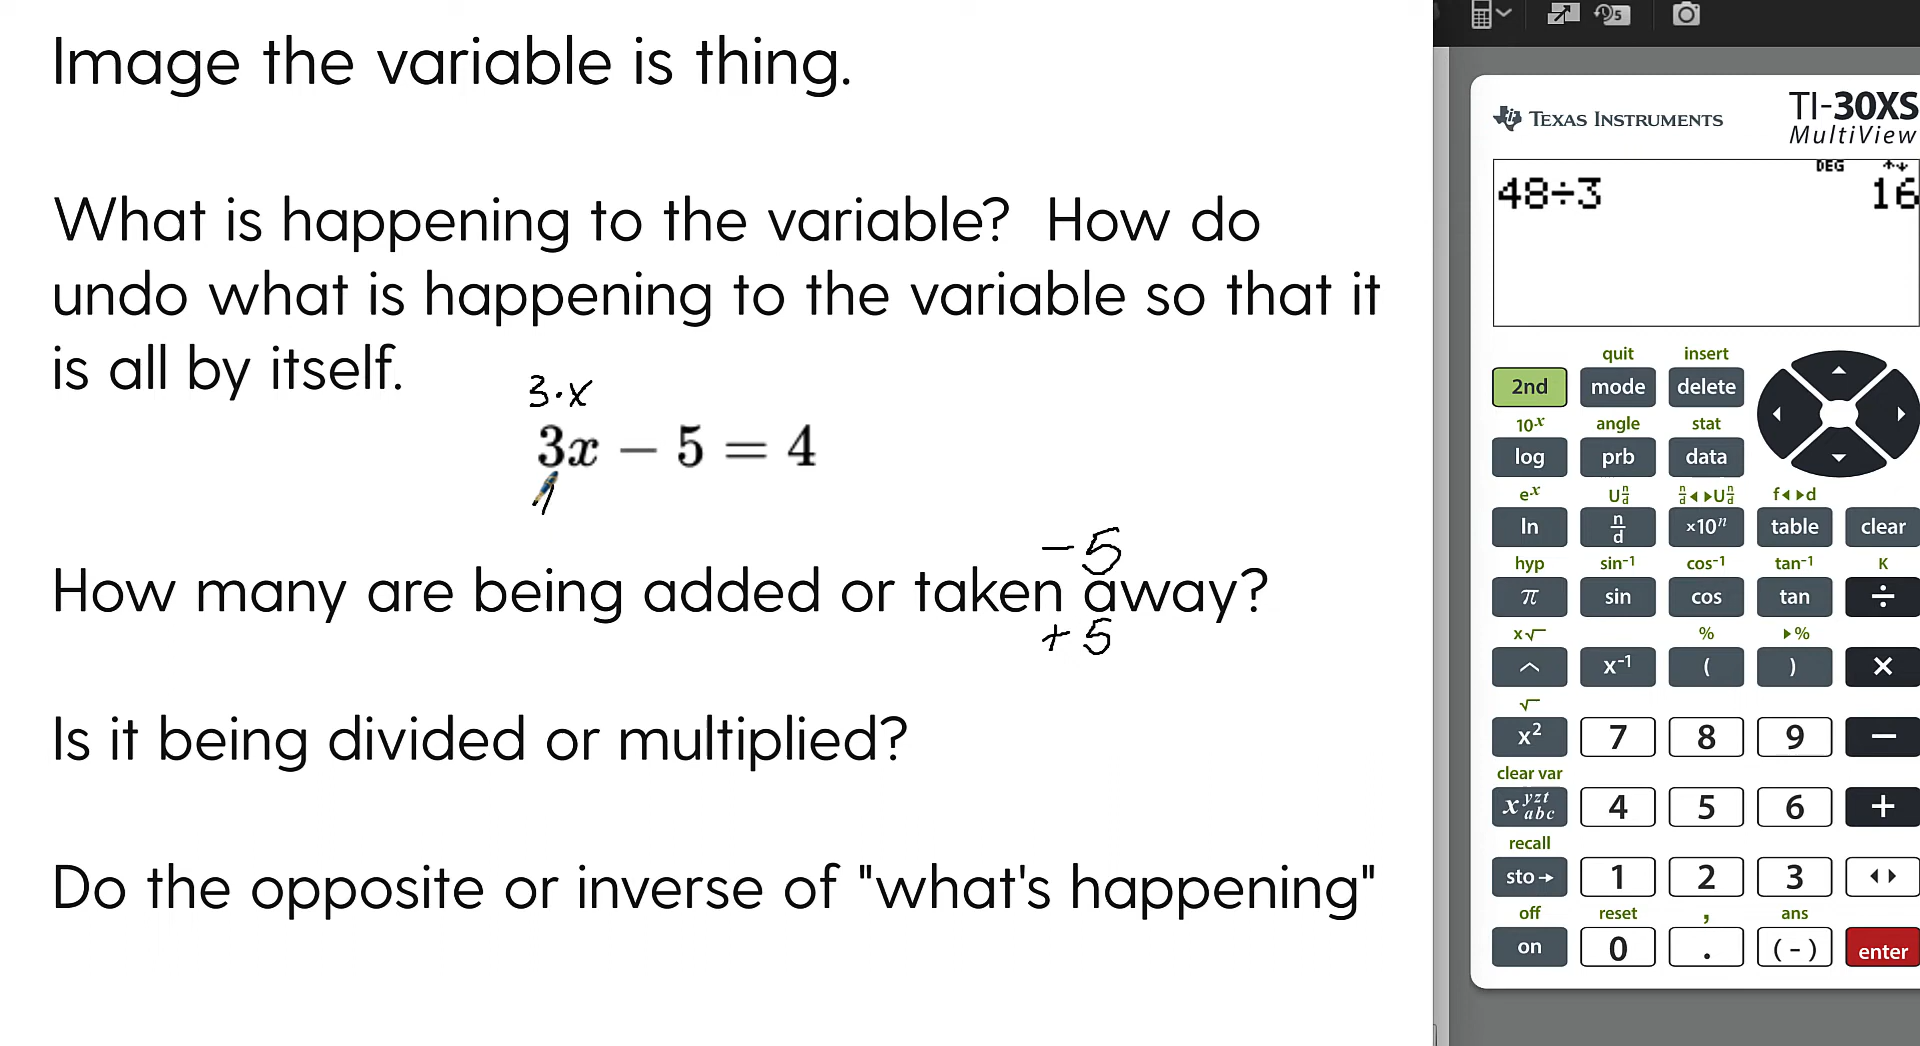 Image the variable is thing.
What is happening to the variable? How do
undo what is happening to the variable so that it
is all by itself.
3·x
3x − 5 = 4
−5
How many are being added or taken away?
+5
Is it being divided or multiplied?
Do the opposite or inverse of "what's happening"
5
TEXAS INSTRUMENTS
TI-30XS
MultiView
DEG
48÷3 16
quit insert
2nd mode delete
10ˣ angle stat
log prb data
eˣ U n/d n/d ◂ ▸ U n/d f◂ ▸d
ln n/d ×10ⁿ table clear
hyp sin⁻¹ cos⁻¹ tan⁻¹ K
π sin cos tan ÷
x√ % ▸%
^ x⁻¹ ( ) ×
√
x² 7 8 9 −
clear var
x yzt abc 4 5 6 +
recall
sto→ 1 2 3 ◂ ▸
off reset , ans
on 0 . (-) enter